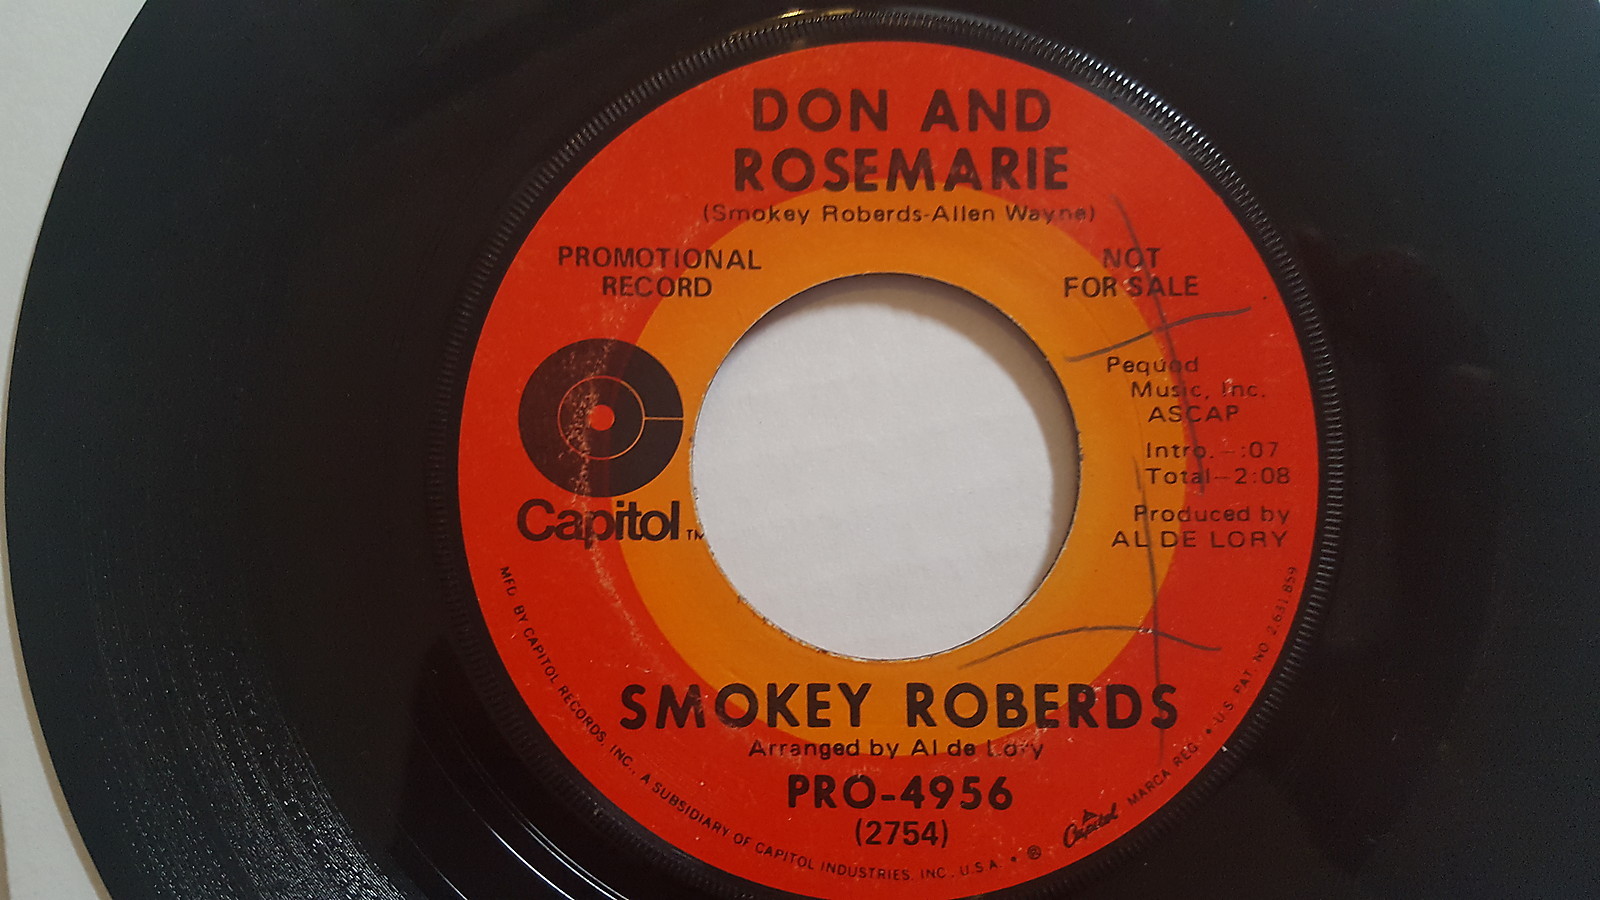 DON AND
ROSEMARIE
(Smokey Roberds-Allen Wayne)
PROMOTIONAL
RECORD
NOT
FOR SALE
Pequod
Music, Inc.
ASCAP
Intro.-:07
Total-2:08
Produced by
AL DE LORY
Capitol TM
SMOKEY ROBERDS
Arranged by Al de Lory
PRO-4956
(2754)
MFD. BY CAPITOL RECORDS, INC., A SUBSIDIARY OF CAPITOL INDUSTRIES, INC., U.S.A. • ® Capitol MARCA REG. • U.S. PAT. NO. 2,631,859